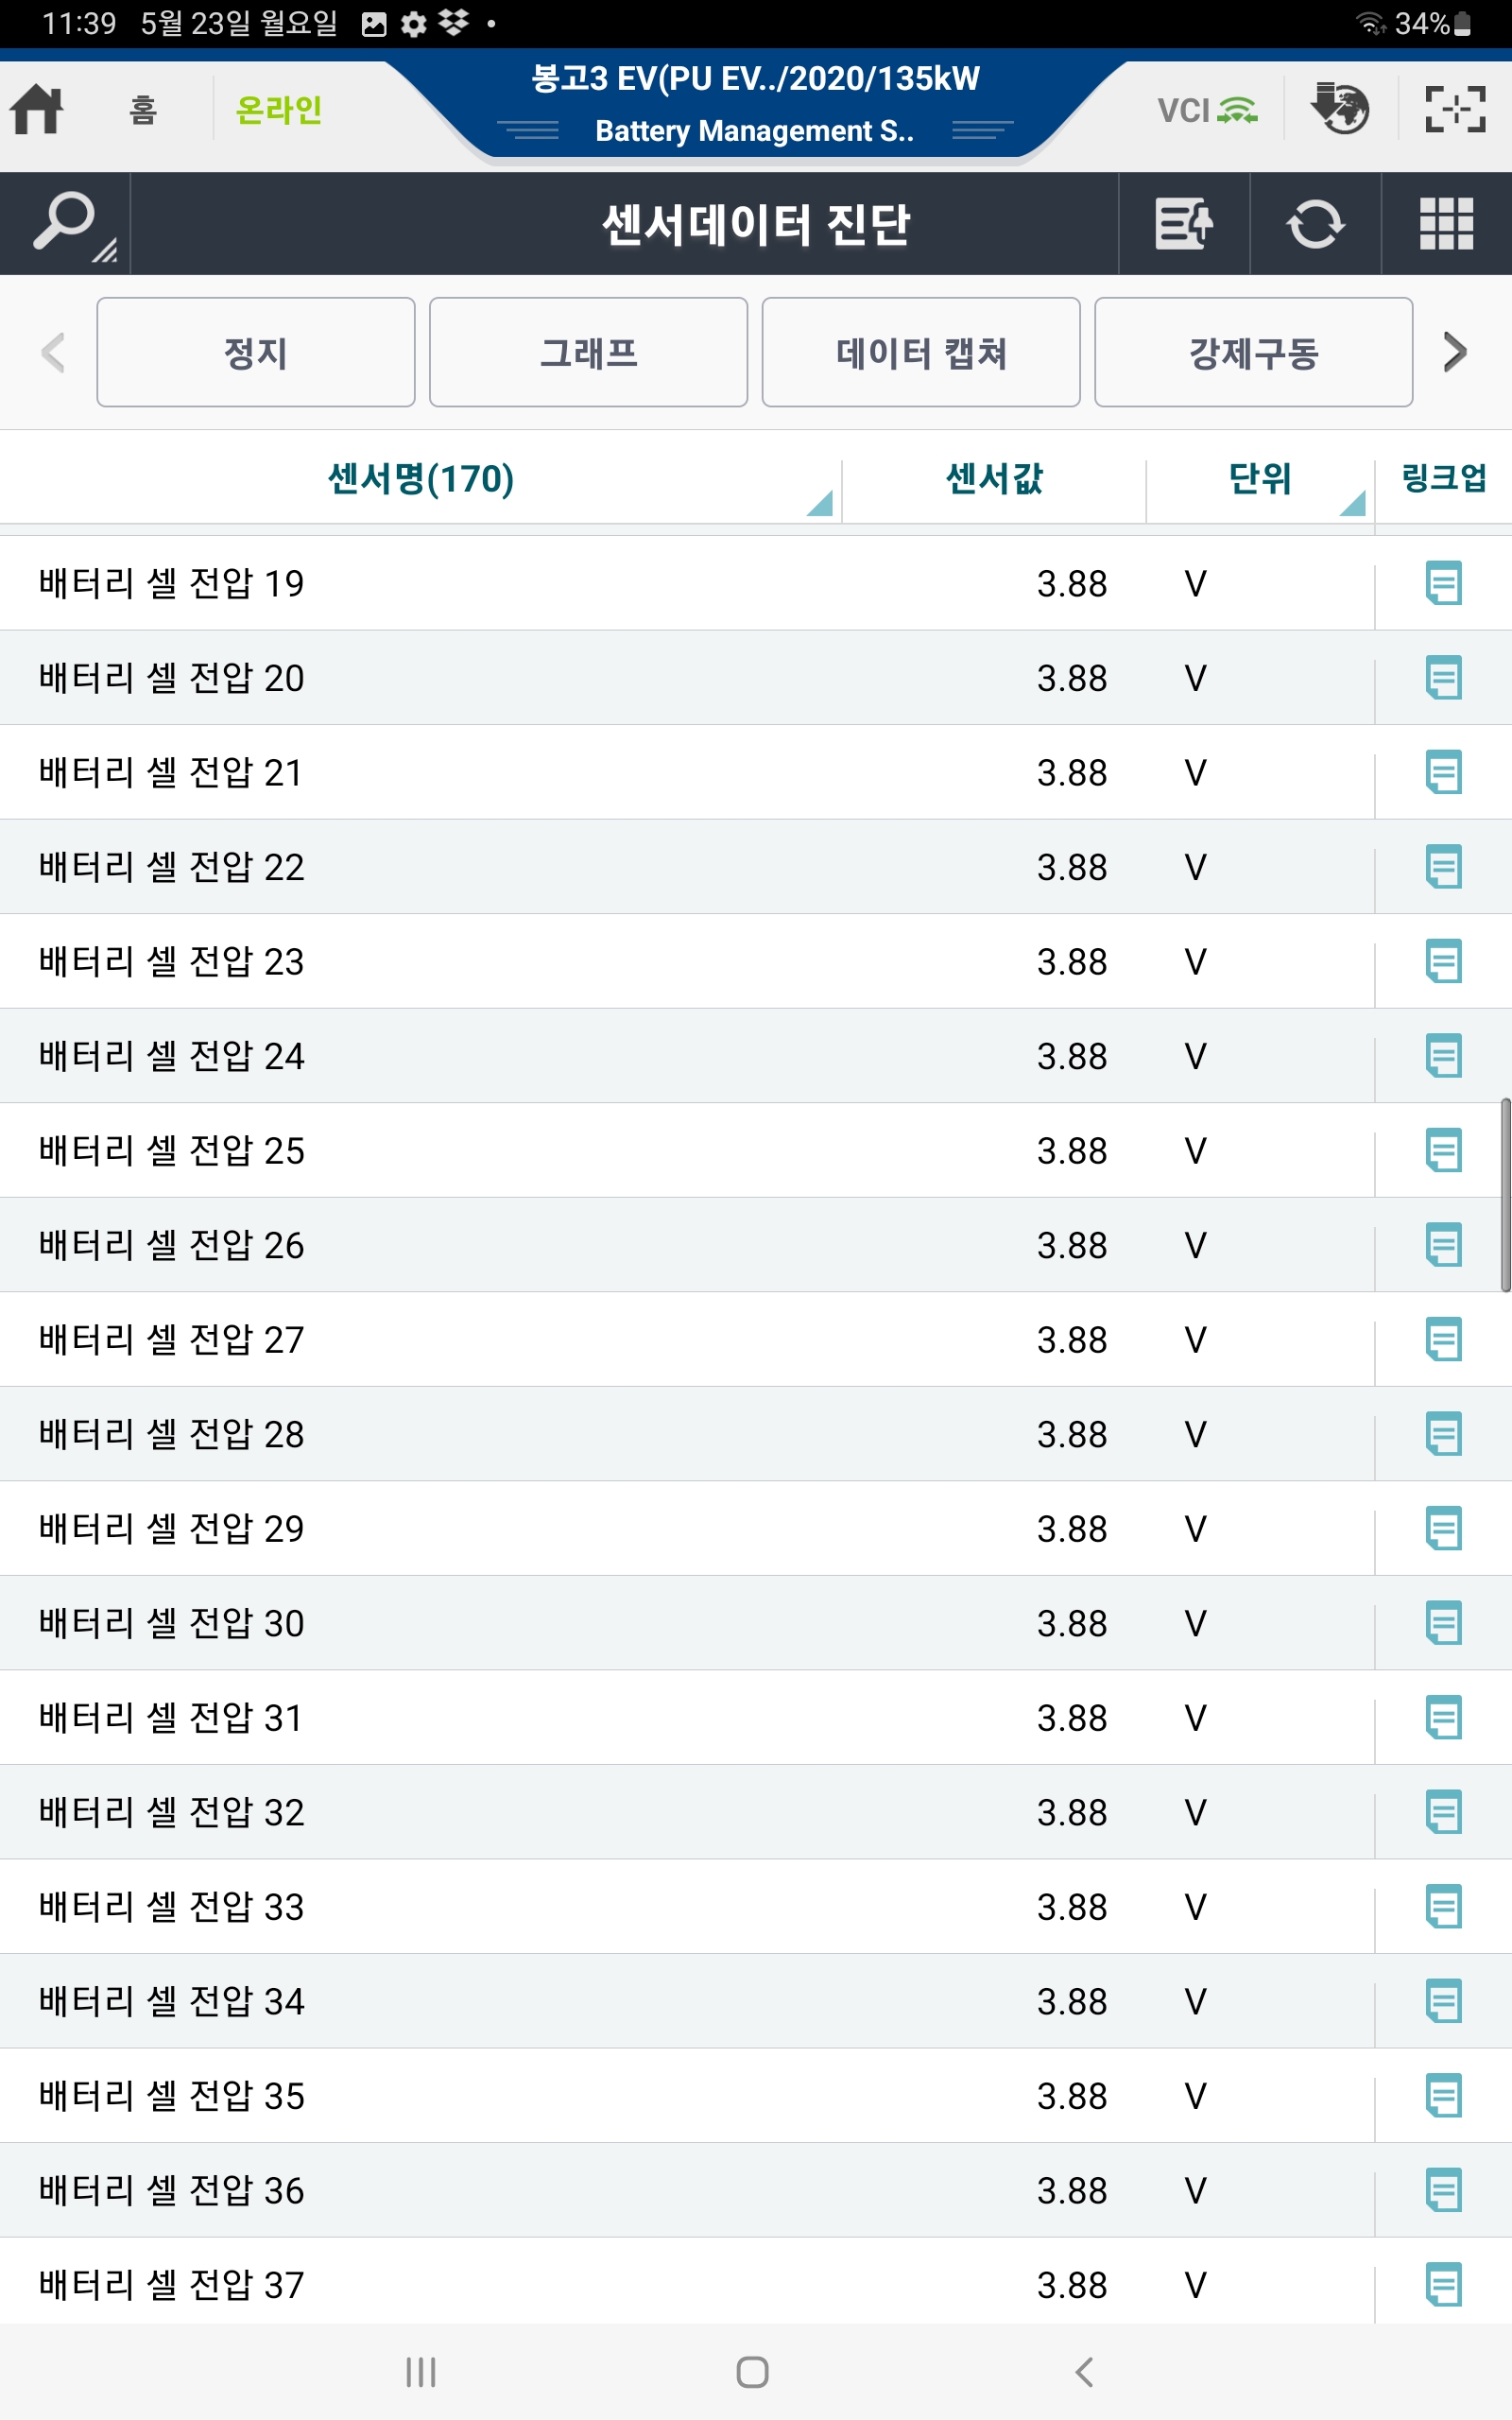 11:39 5월 23일 월요일 34%
홈 온라인 봉고3 EV(PU EV../2020/135kW VCI
Battery Management S..
센서데이터 진단
정지 그래프 데이터 캡쳐 강제구동
센서명(170) 센서값 단위 링크업
배터리 셀 전압 19 3.88 V
배터리 셀 전압 20 3.88 V
배터리 셀 전압 21 3.88 V
배터리 셀 전압 22 3.88 V
배터리 셀 전압 23 3.88 V
배터리 셀 전압 24 3.88 V
배터리 셀 전압 25 3.88 V
배터리 셀 전압 26 3.88 V
배터리 셀 전압 27 3.88 V
배터리 셀 전압 28 3.88 V
배터리 셀 전압 29 3.88 V
배터리 셀 전압 30 3.88 V
배터리 셀 전압 31 3.88 V
배터리 셀 전압 32 3.88 V
배터리 셀 전압 33 3.88 V
배터리 셀 전압 34 3.88 V
배터리 셀 전압 35 3.88 V
배터리 셀 전압 36 3.88 V
배터리 셀 전압 37 3.88 V